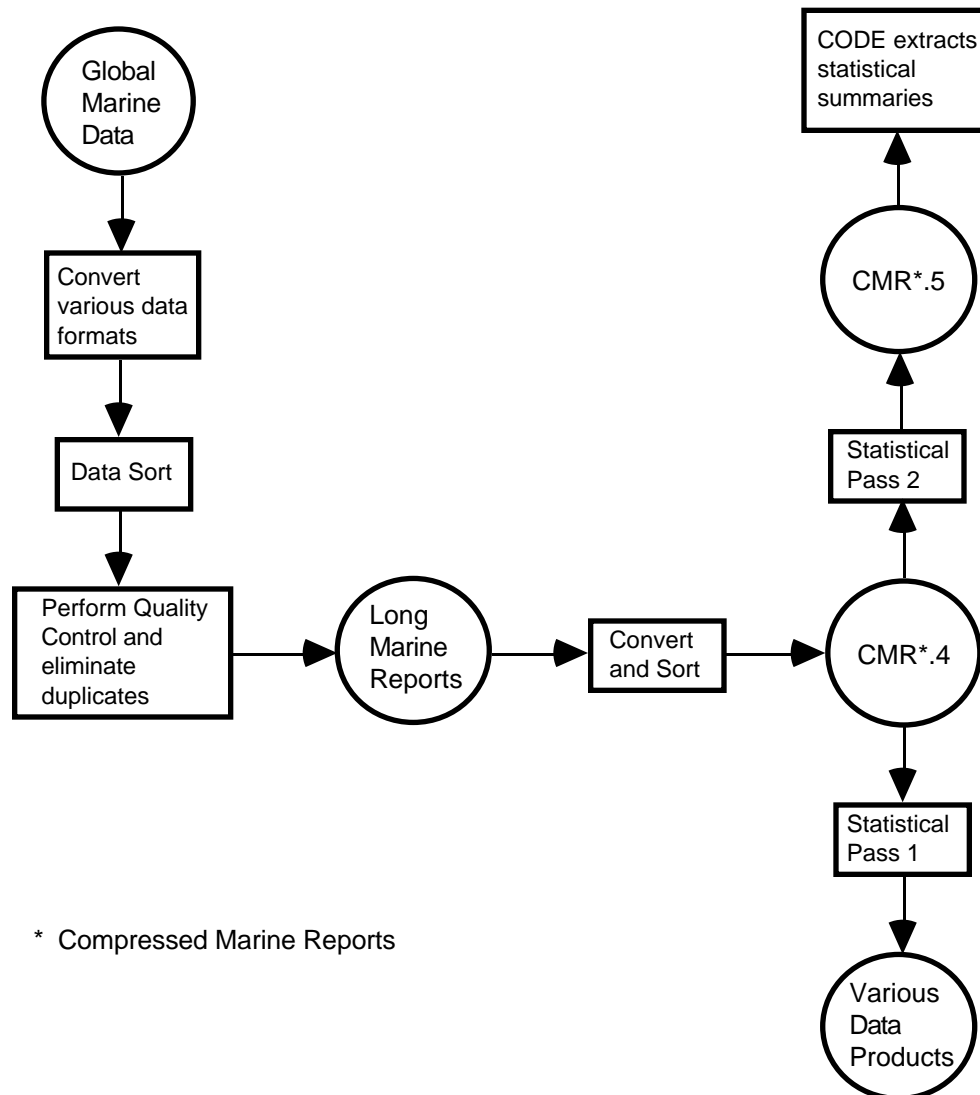 Global
Marine
Data
Convert
various data
formats
Data Sort
Perform Quality
Control and
eliminate
duplicates
Long
Marine
Reports
Convert
and Sort
CMR*.4
Statistical
Pass 2
CMR*.5
CODE extracts
statistical
summaries
Statistical
Pass 1
Various
Data
Products
* Compressed Marine Reports